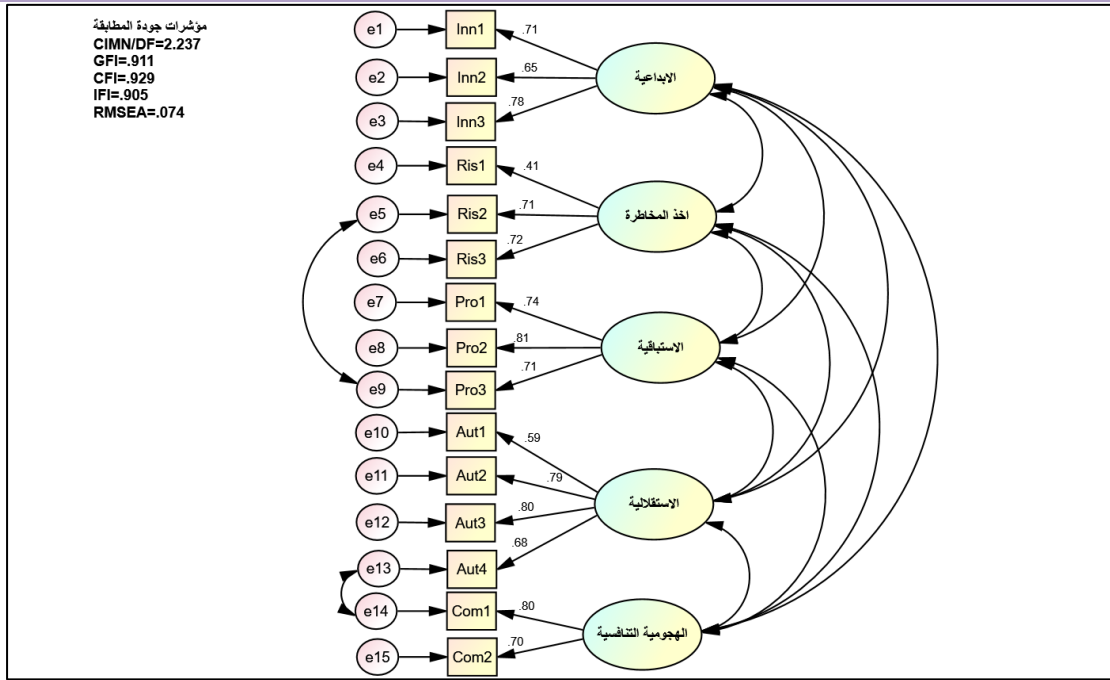 مؤشرات جودة المطابقة
CIMN/DF=2.237
GFI=.911
CFI=.929
IFI=.905
RMSEA=.074
e1 Inn1 .71
الابداعية
e2 Inn2 .65
e3 Inn3 .78
e4 Ris1 .41
e5 Ris2 .71
اخذ المخاطرة
e6 Ris3 .72
e7 Pro1 .74
e8 Pro2 .81
الاستباقية
e9 Pro3 .71
e10 Aut1 .59
e11 Aut2 .79
الاستقلالية
e12 Aut3 .80
e13 Aut4 .68
e14 Com1 .80
الهجومية التنافسية
e15 Com2 .70